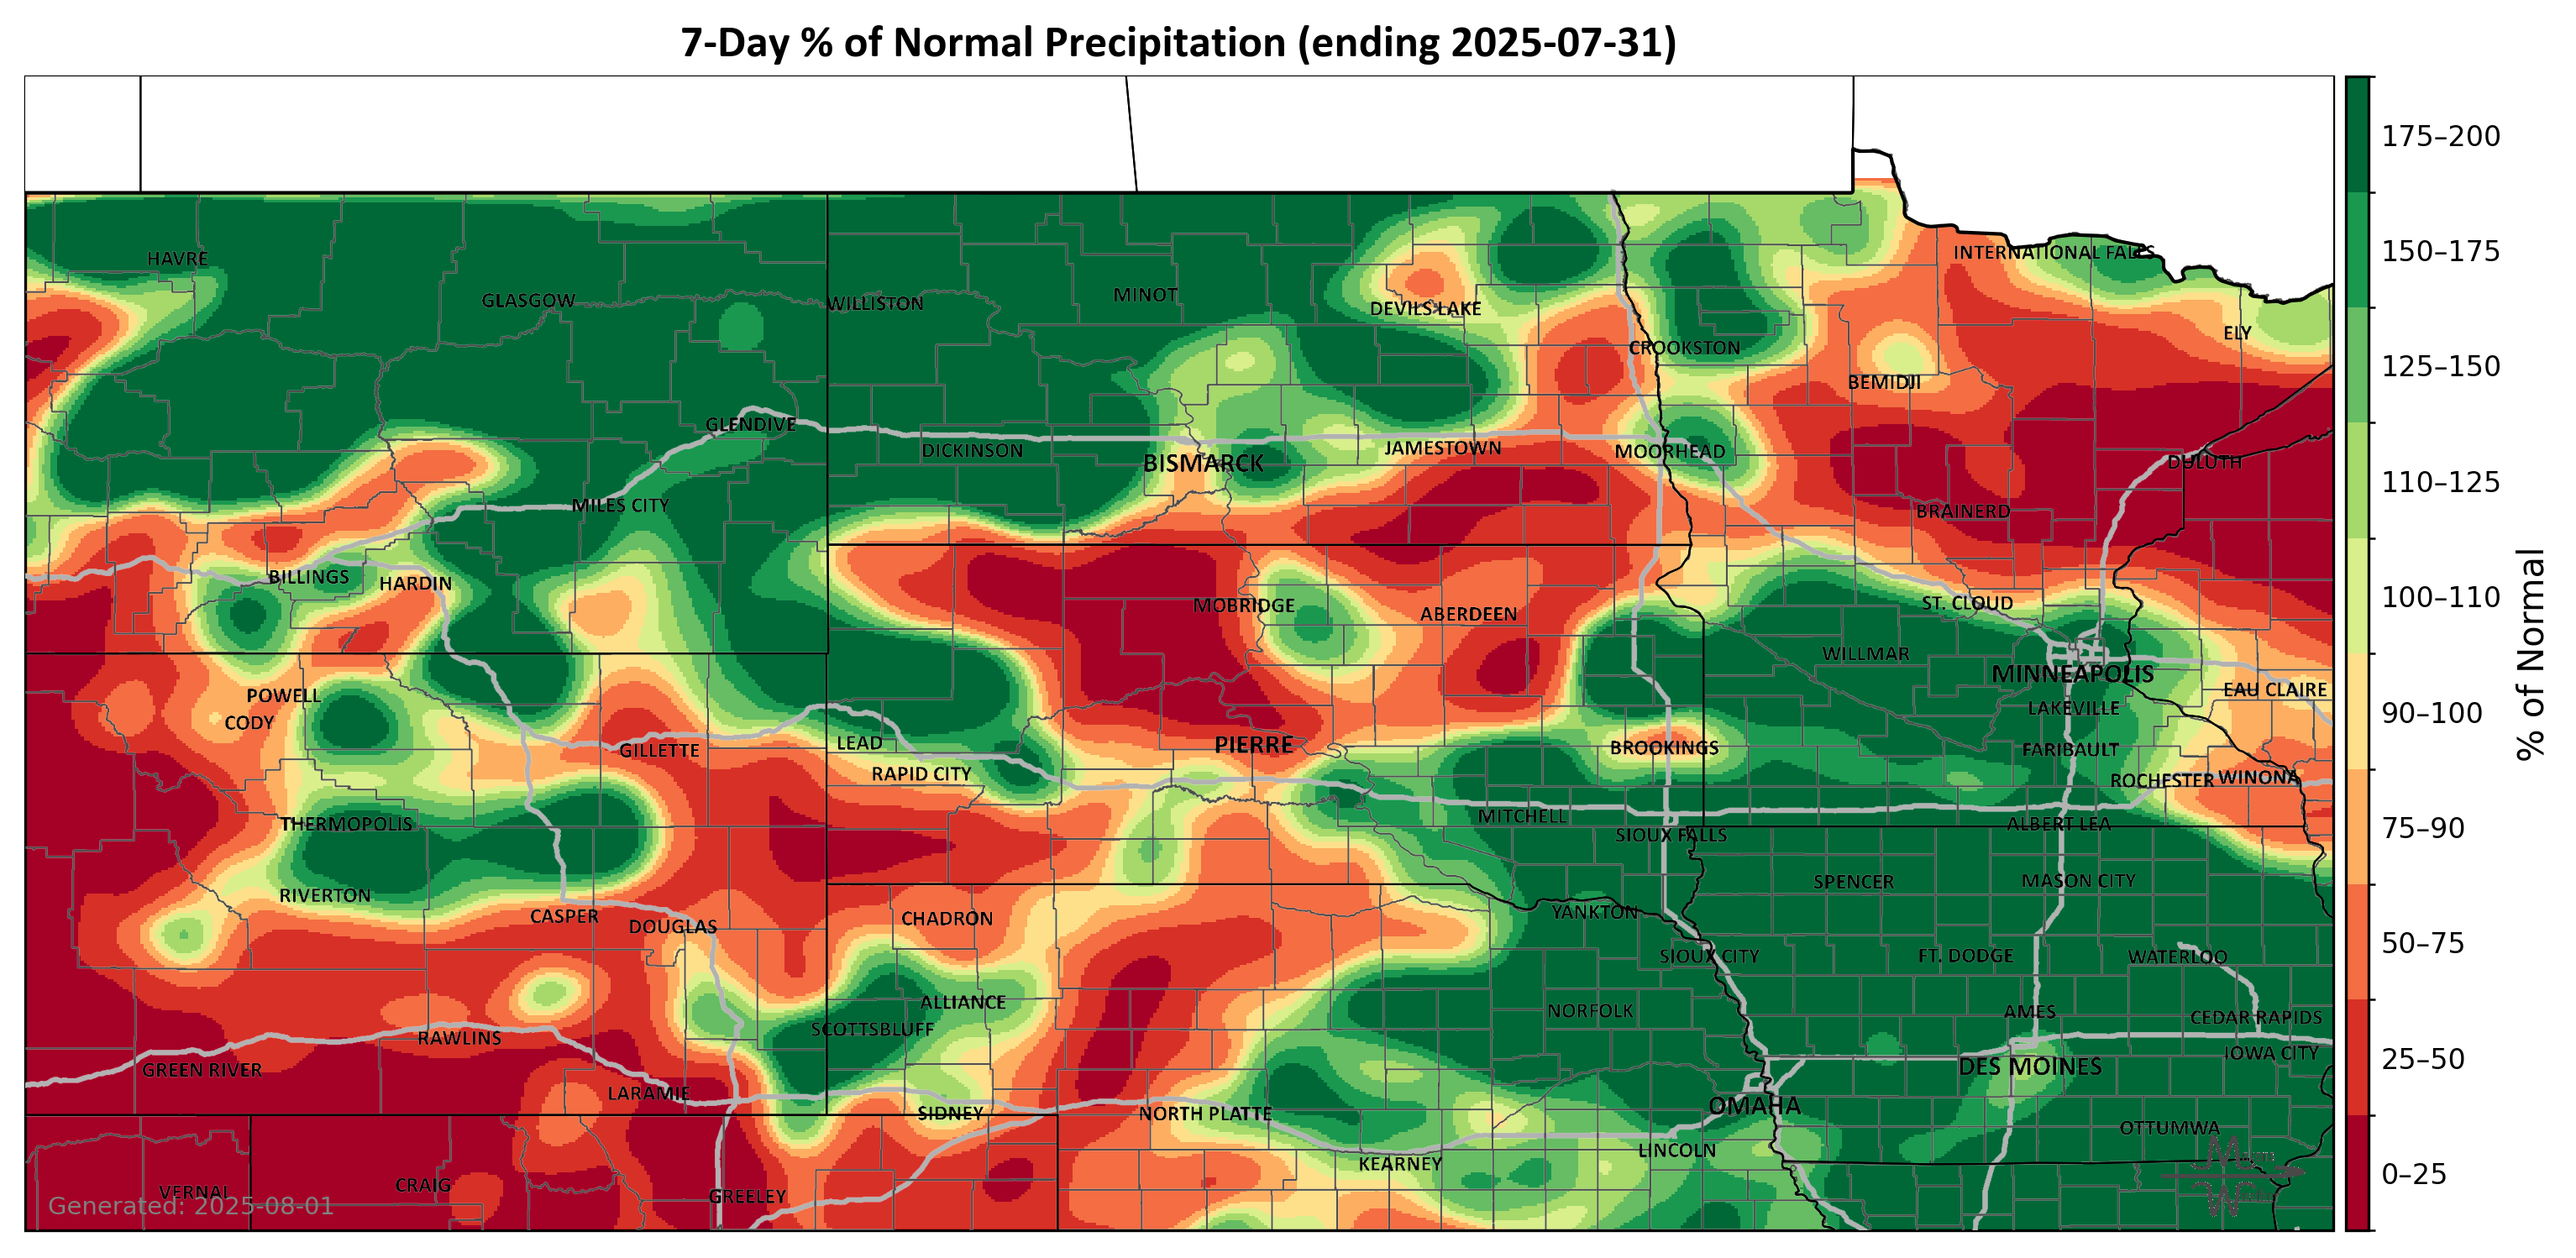 7-Day % of Normal Precipitation (ending 2025-07-31)
175–200
150–175
125–150
110–125
100–110
90–100
75–90
50–75
25–50
0–25
% of Normal
HAVRE
GLASGOW
WILLISTON
MINOT
DEVILS LAKE
INTERNATIONAL FALLS
ELY
CROOKSTON
BEMIDJI
GLENDIVE
DICKINSON
BISMARCK
JAMESTOWN
MOORHEAD
DULUTH
MILES CITY
BRAINERD
BILLINGS
HARDIN
MOBRIDGE
ABERDEEN
ST. CLOUD
WILLMAR
MINNEAPOLIS
POWELL
CODY
EAU CLAIRE
LAKEVILLE
GILLETTE
LEAD
PIERRE
BROOKINGS
FARIBAULT
RAPID CITY
ROCHESTER
WINONA
THERMOPOLIS
MITCHELL
SIOUX FALLS
ALBERT LEA
RIVERTON
SPENCER
MASON CITY
CASPER
DOUGLAS
CHADRON
YANKTON
SIOUX CITY
FT. DODGE
WATERLOO
ALLIANCE
NORFOLK
AMES
CEDAR RAPIDS
SCOTTSBLUFF
RAWLINS
GREEN RIVER
DES MOINES
IOWA CITY
LARAMIE
SIDNEY
NORTH PLATTE
OMAHA
OTTUMWA
LINCOLN
KEARNEY
VERNAL
CRAIG
GREELEY
Generated: 2025-08-01